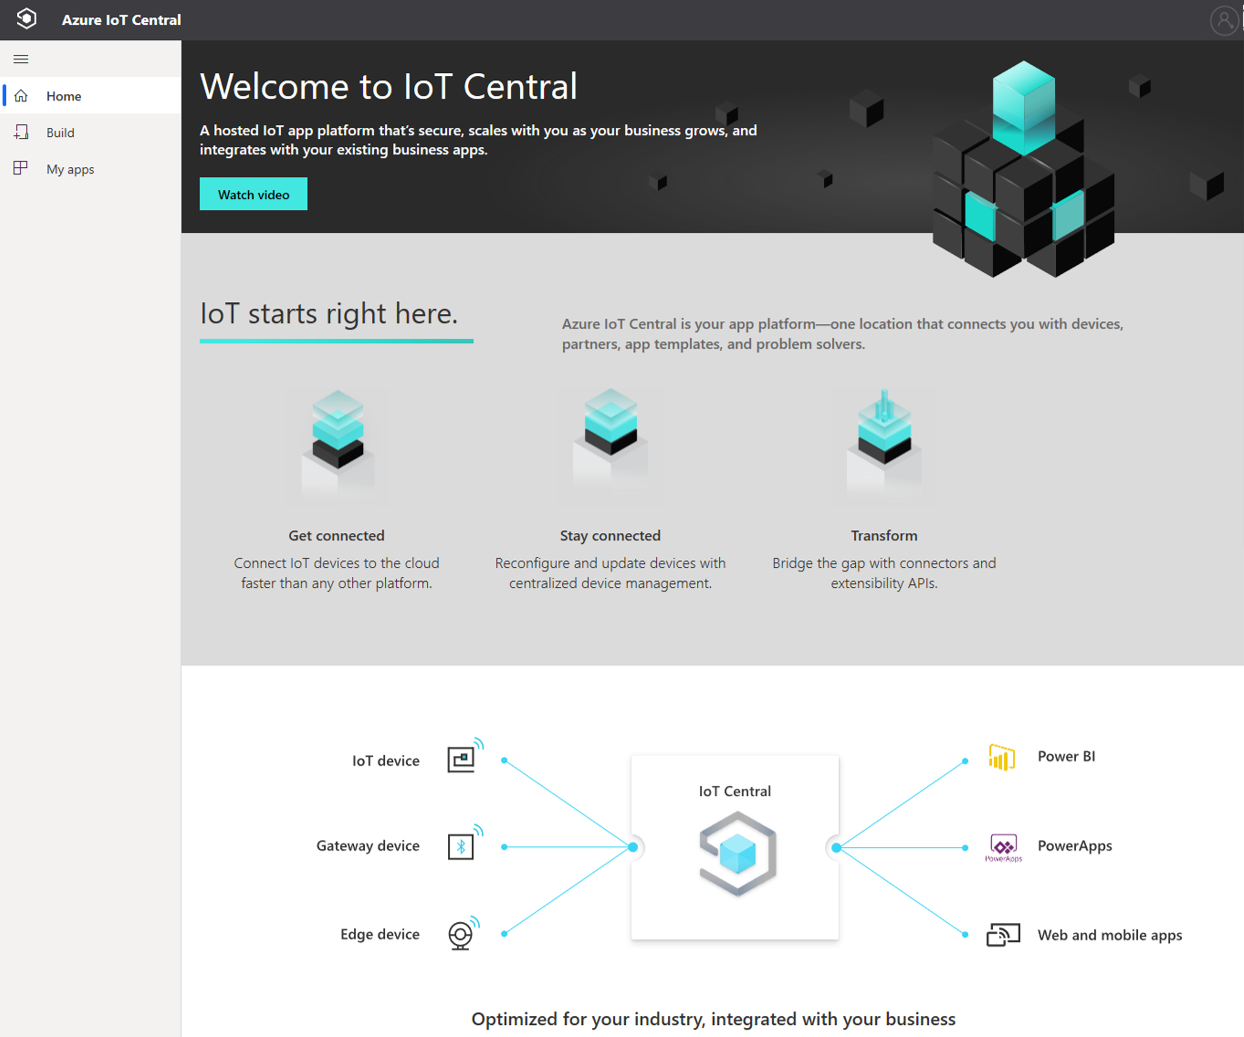 Azure IoT Central
Home
Build
My apps
Welcome to IoT Central
A hosted IoT app platform that's secure, scales with you as your business grows, and
integrates with your existing business apps.
Watch video
IoT starts right here.
Azure IoT Central is your app platform—one location that connects you with devices,
partners, app templates, and problem solvers.
Get connected
Connect IoT devices to the cloud
faster than any other platform.
Stay connected
Reconfigure and update devices with
centralized device management.
Transform
Bridge the gap with connectors and
extensibility APIs.
IoT device
Gateway device
Edge device
IoT Central
Power BI
PowerApps
PowerApps
Web and mobile apps
Optimized for your industry, integrated with your business